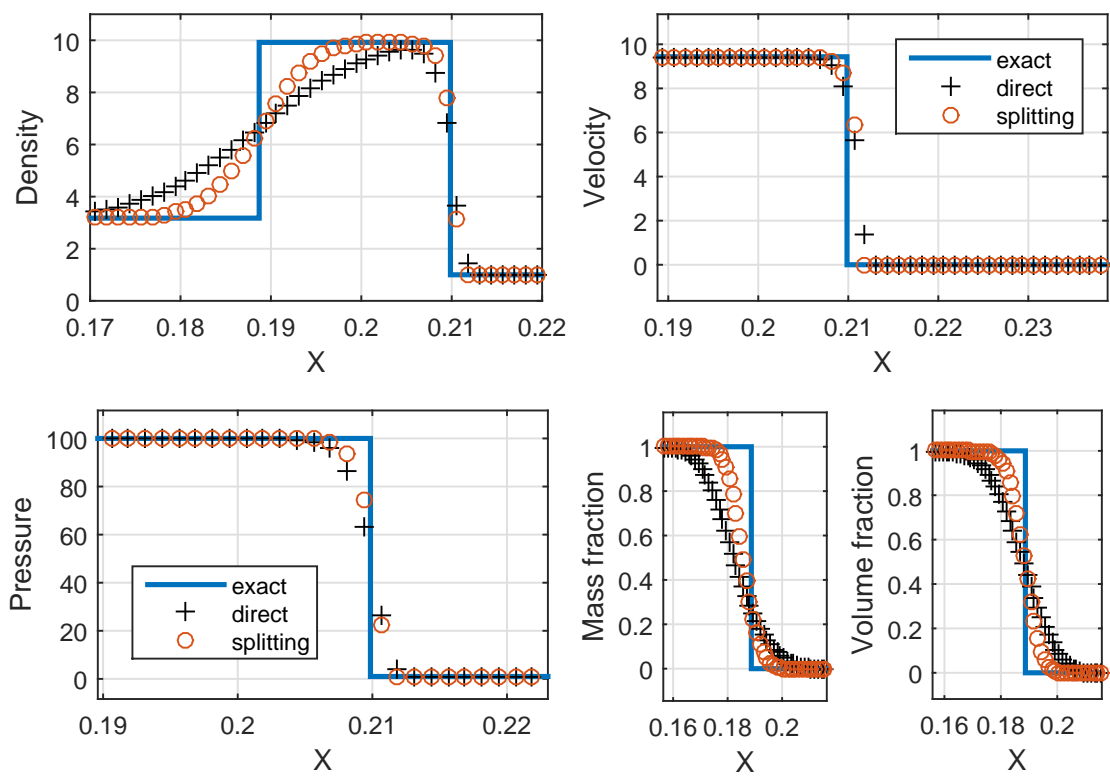 Density
10
8
6
4
2
0
0.17 0.18 0.19 0.2 0.21 0.22
X
Velocity
10
8
6
4
2
0
exact
direct
splitting
0.19 0.2 0.21 0.22 0.23
X
Pressure
100
80
60
40
20
0
exact
direct
splitting
0.19 0.2 0.21 0.22
X
Mass fraction
1
0.8
0.6
0.4
0.2
0
0.16 0.18 0.2
X
Volume fraction
1
0.8
0.6
0.4
0.2
0
0.16 0.18 0.2
X